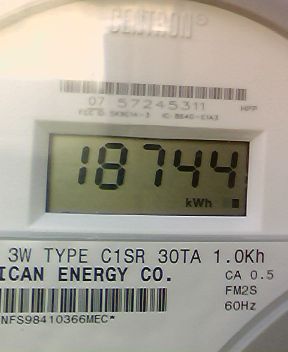 CENTRON®
07 57245311
18744
kWh
3W TYPE C1SR 30TA 1.0Kh
ICAN ENERGY CO.
CA 0.5
FM2S
60Hz
NFS98410366MEC*